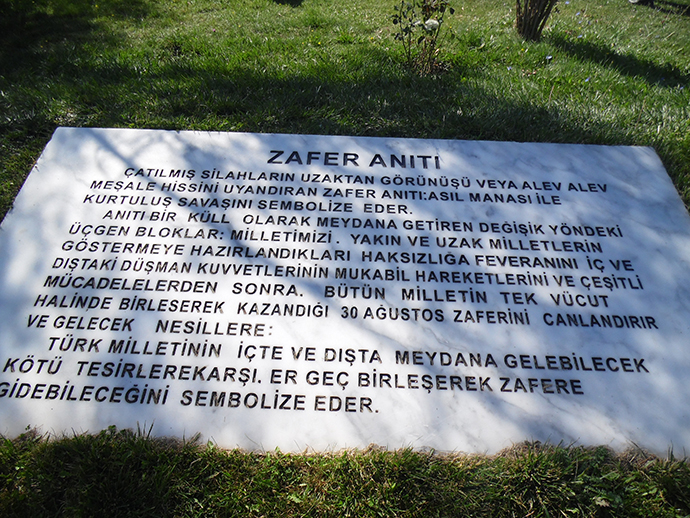 ZAFER ANITI
ÇATILMIŞ SİLAHLARIN UZAKTAN GÖRÜNÜŞÜ VEYA ALEV ALEV
MEŞALE HİSSİNİ UYANDIRAN ZAFER ANITI:ASIL MANASI İLE
KURTULUŞ SAVAŞINI SEMBOLİZE EDER.
ANITI BİR KÜLL OLARAK MEYDANA GETİREN DEĞİŞİK YÖNDEKİ
ÜÇGEN BLOKLAR: MİLLETİMİZİ. YAKIN VE UZAK MİLLETLERİN
GÖSTERMEYE HAZIRLANDIKLARI HAKSIZLIĞA FEVERANINI İÇ VE
DIŞTAKİ DÜŞMAN KUVVETLERİNİN MUKABİL HAREKETLERİNİ VE ÇEŞİTLİ
MÜCADELELERDEN SONRA. BÜTÜN MİLLETİN TEK VÜCUT
HALİNDE BİRLEŞEREK KAZANDIĞI 30 AĞUSTOS ZAFERİNİ CANLANDIRIR
VE GELECEK NESİLLERE:
TÜRK MİLLETİNİN İÇTE VE DIŞTA MEYDANA GELEBİLECEK
KÖTÜ TESİRLEREKARŞI. ER GEÇ BİRLEŞEREK ZAFERE
GİDEBİLECEĞİNİ SEMBOLİZE EDER.